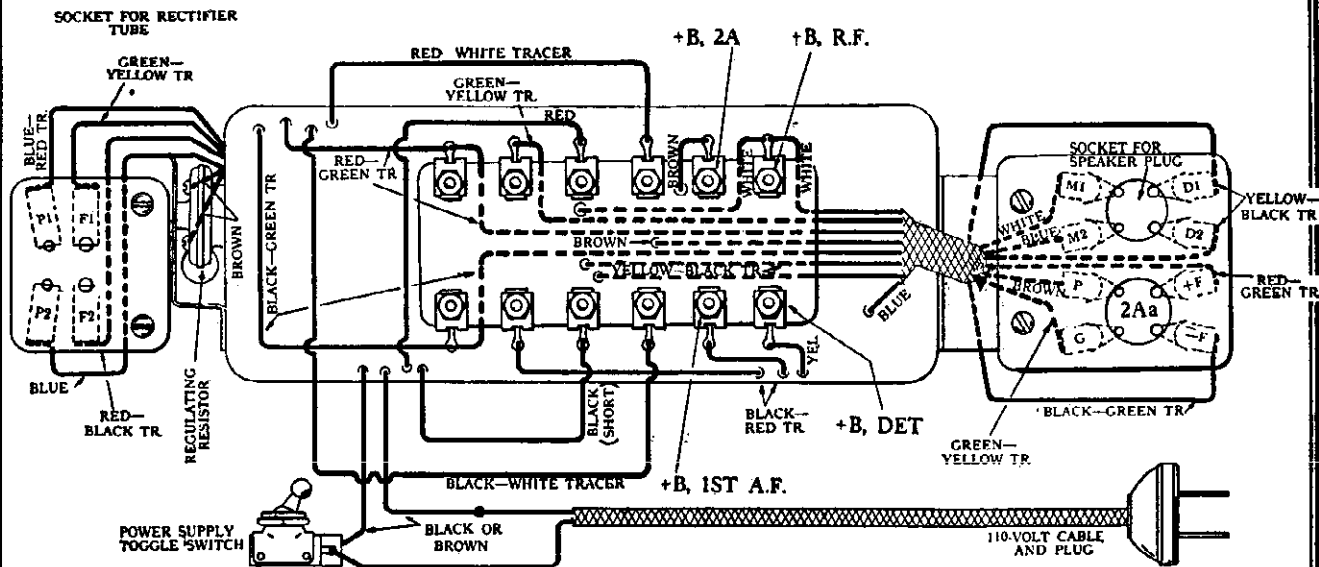 SOCKET FOR RECTIFIER
TUBE
GREEN—
YELLOW TR
BLUE—
RED TR.
P1
F1
P2
F2
BLUE
RED—
BLACK TR.
BROWN
REGULATING
RESISTOR
RED WHITE TRACER
GREEN—
YELLOW TR.
RED
RED—
GREEN TR
BLACK—GREEN TR
+B, 2A
+B, R.F.
BROWN
WHITE
WHITE
BROWN
YELLOW—BLACK TR
BLUE
YEL
BLACK
(SHORT)
BLACK—
RED TR.
+B, DET
+B, 1ST A.F.
BLACK—WHITE TRACER
SOCKET FOR
SPEAKER PLUG
M1
D1
M2
D2
WHITE
BLUE
YELLOW—
BLACK TR
BROWN
P
+F
2Aa
G
—F
RED—
GREEN TR
BLACK—GREEN TR
GREEN—
YELLOW TR
POWER SUPPLY
TOGGLE SWITCH
BLACK OR
BROWN
110-VOLT CABLE
AND PLUG